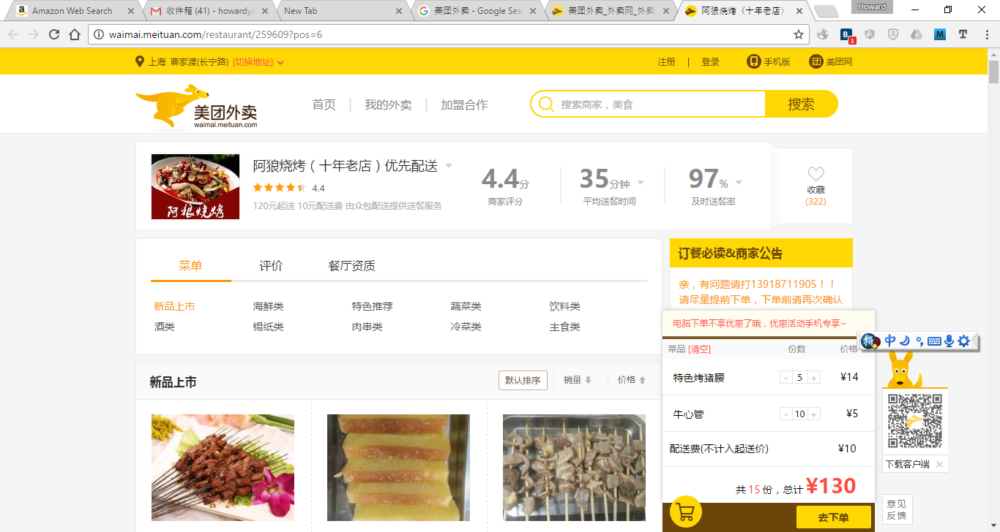 Amazon Web Search
收件箱 (41) - howardya
New Tab
美团外卖 - Google Sear
美团外卖_外卖网_外卖
阿狼烧烤（十年老店）
Howard
waimai.meituan.com/restaurant/259609?pos=6
上海 曹家渡(长宁路) [切换地址]
注册 | 登录 手机版 美团网
美团外卖
waimai.meituan.com
首页 | 我的外卖 | 加盟合作
搜索商家，美食
搜索
阿狼烧烤（十年老店）优先配送
4.4
120元起送 10元配送费 由众包配送提供送餐服务
阿根烧烤
4.4分
商家评分
35分钟
平均送餐时间
97%
及时送餐率
收藏
(322)
菜单 评价 餐厅资质
新品上市 海鲜类 特色推荐 蔬菜类 饮料类
酒类 锡纸类 肉串类 冷菜类 主食类
新品上市
默认排序 销量 价格
订餐必读&商家公告
亲，有问题请打13918711905！！
请尽量提前下单，下单前请再次确认
电脑下单不享优惠了哦，优惠活动手机专享~
菜品 [清空] 份数 价格
特色烤猪腰 - 5 + ¥14
牛心管 - 10 + ¥5
配送费(不计入起送价) ¥10
共 15 份，总计 ¥130
去下单
中
下载客户端
意见
反馈